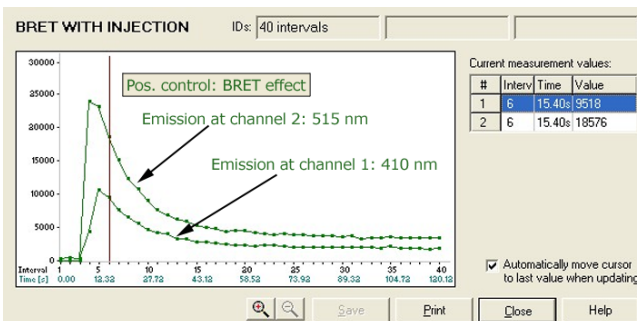 BRET WITH INJECTION
IDs: 40 intervals
Current measurement values:
# Interv Time Value
1 6 15.40s 9518
2 6 15.40s 18576
30000
25000
20000
15000
10000
5000
0
Pos. control: BRET effect
Emission at channel 2: 515 nm
Emission at channel 1: 410 nm
Interval 1 5 10 15 20 25 30 35 40
Time [s] 0.00 12.32 27.72 43.12 58.52 73.92 89.32 104.72 120.12
Automatically move cursor
to last value when updating
Save Print Close Help